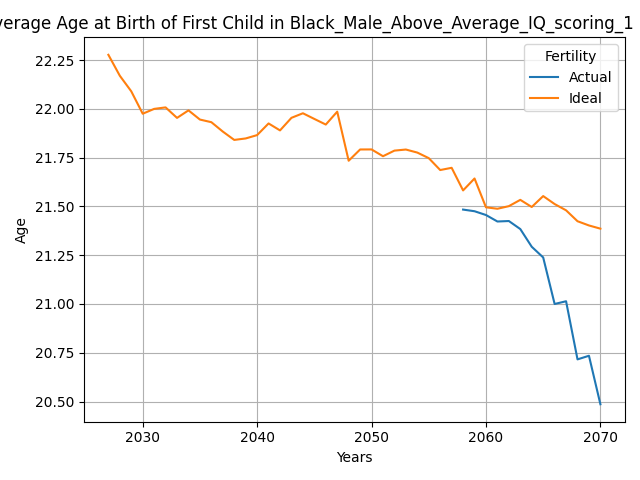 verage Age at Birth of First Child in Black_Male_Above_Average_IQ_scoring_1
Fertility
Actual
Ideal
22.25
22.00
21.75
21.50
21.25
21.00
20.75
20.50
Age
2030 2040 2050 2060 2070
Years